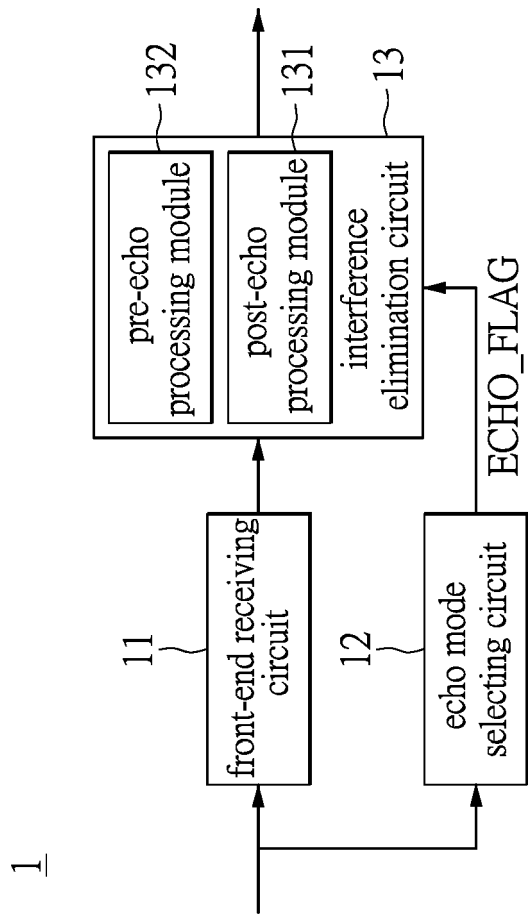 1
11
front-end receiving
circuit
12
echo mode
selecting circuit
ECHO_FLAG
pre-echo
processing module
132
post-echo
processing module
131
interference
elimination circuit
13